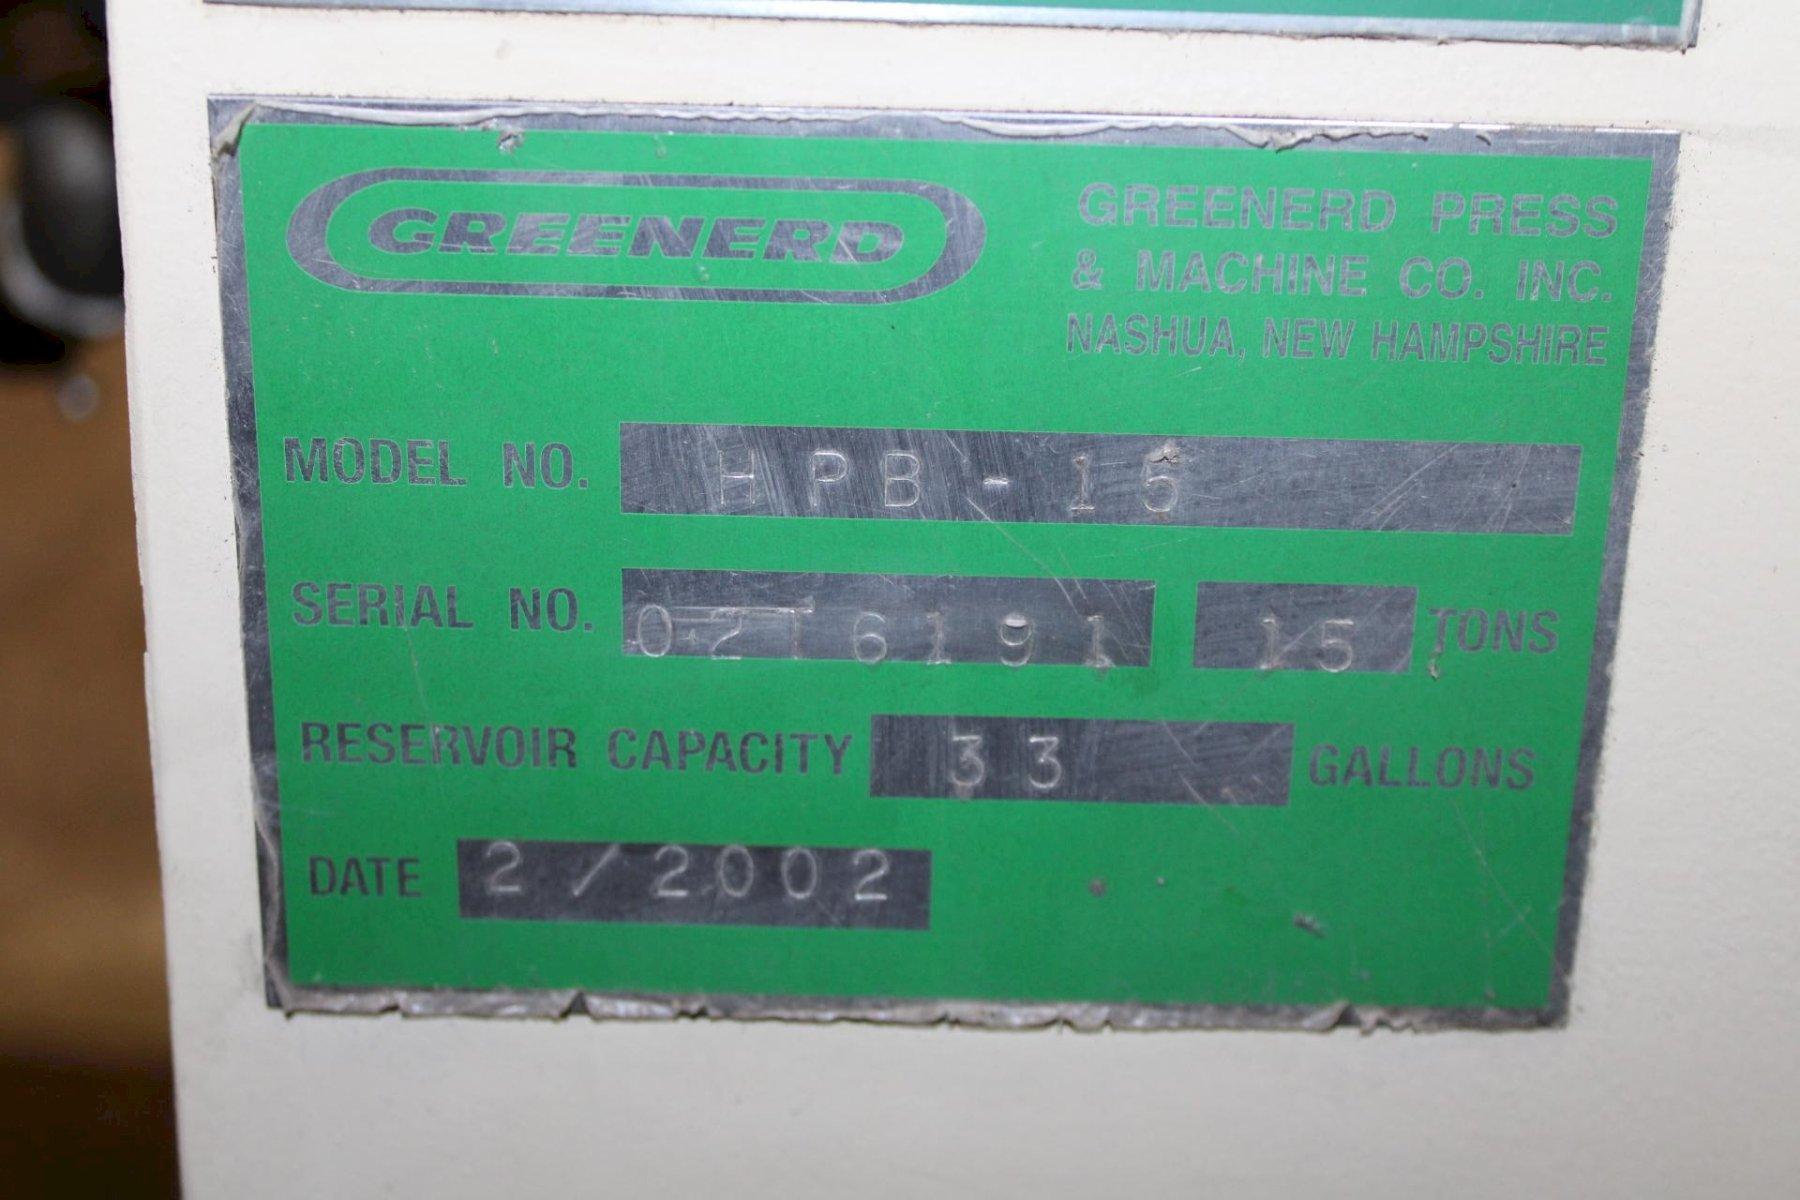 GREENERD
GREENERD PRESS
& MACHINE CO. INC.
NASHUA, NEW HAMPSHIRE
MODEL NO. HPB-15
SERIAL NO. 02T6191 15 TONS
RESERVOIR CAPACITY 33 GALLONS
DATE 2/2002